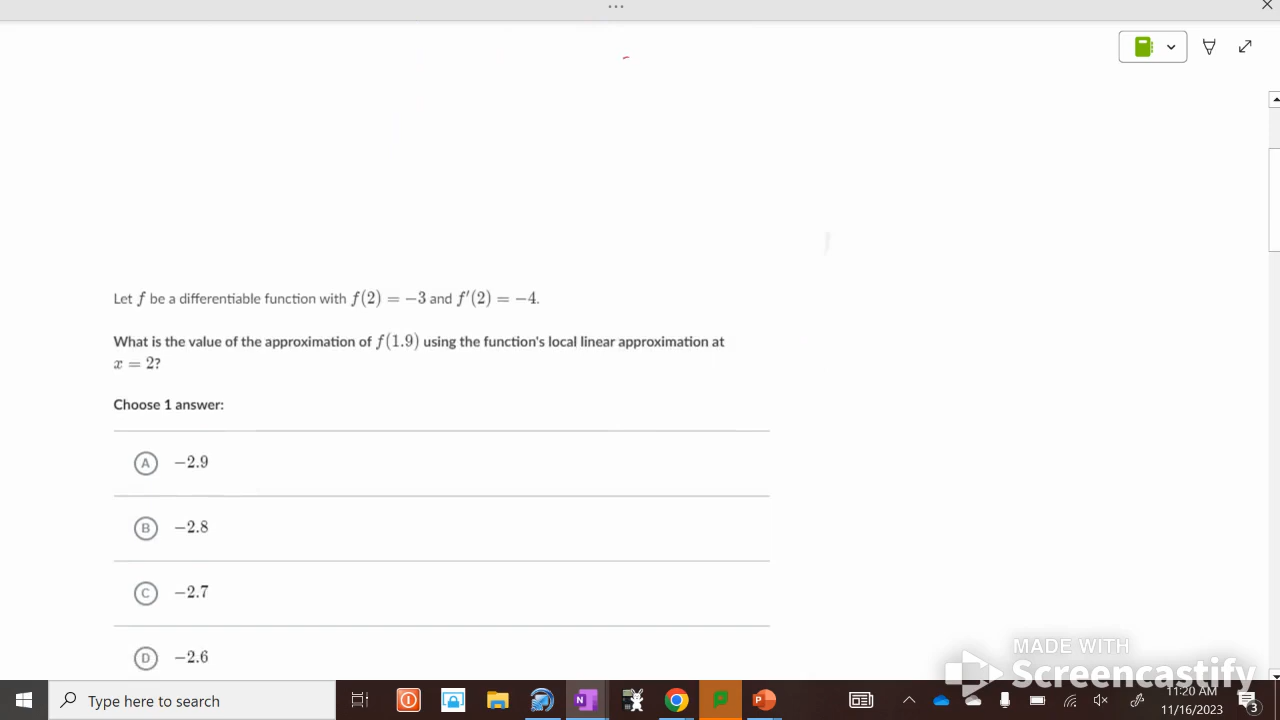 Let f be a differentiable function with f(2) = −3 and f′(2) = −4.
What is the value of the approximation of f(1.9) using the function's local linear approximation at
x = 2?
Choose 1 answer:
A −2.9
B −2.8
C −2.7
D −2.6
MADE WITH
Screencastify
Type here to search
11:20 AM
11/16/2023
3